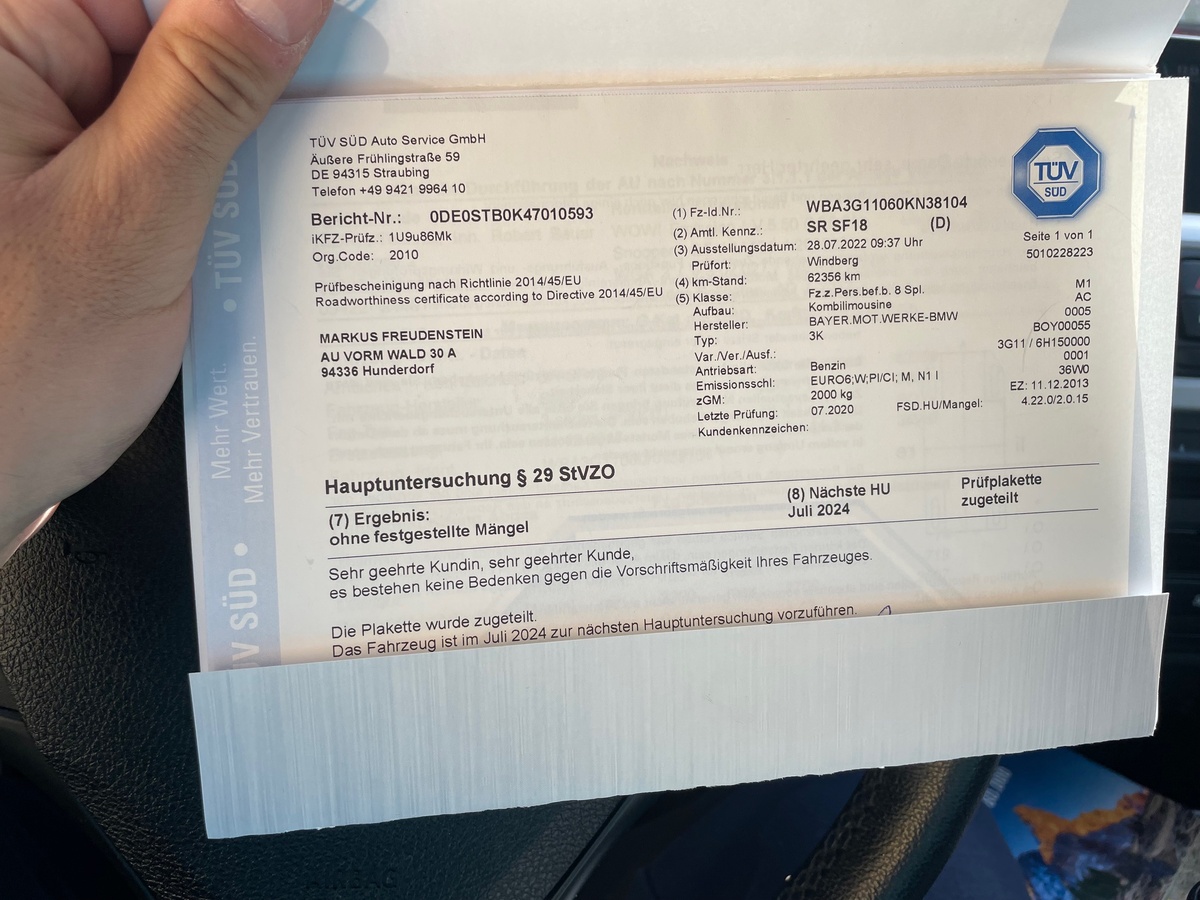 TÜV SÜD Auto Service GmbH
Äußere Frühlingstraße 59
DE 94315 Straubing
Telefon +49 9421 9964 10
Bericht-Nr.: 0DE0STB0K47010593
iKFZ-Prüfz.: 1U9u86Mk
Org.Code: 2010
Prüfbescheinigung nach Richtlinie 2014/45/EU
Roadworthiness certificate according to Directive 2014/45/EU
MARKUS FREUDENSTEIN
AU VORM WALD 30 A
94336 Hunderdorf
(1) Fz-Id.Nr.: WBA3G11060KN38104
(2) Amtl. Kennz.: SR SF18 (D)
(3) Ausstellungsdatum: 28.07.2022 09:37 Uhr
Prüfort: Windberg
(4) km-Stand: 62356 km
(5) Klasse: Fz.z.Pers.bef.b. 8 Spl. M1
Aufbau: Kombilimousine AC
Hersteller: BAYER.MOT.WERKE-BMW 0005
Typ: 3K BOY00055
Var./Ver./Ausf.: 3G11 / 6H150000
Antriebsart: Benzin 0001
Emissionsschl: EURO6;W;PI/CI; M, N1 I 36W0
zGM: 2000 kg EZ: 11.12.2013
Letzte Prüfung: 07.2020 FSD.HU/Mangel: 4.22.0/2.0.15
Kundenkennzeichen:
TÜV
SÜD
Seite 1 von 1
5010228223
Hauptuntersuchung § 29 StVZO
(7) Ergebnis:
ohne festgestellte Mängel
(8) Nächste HU
Juli 2024
Prüfplakette
zugeteilt
Sehr geehrte Kundin, sehr geehrter Kunde,
es bestehen keine Bedenken gegen die Vorschriftsmäßigkeit Ihres Fahrzeuges.
Die Plakette wurde zugeteilt.
Das Fahrzeug ist im Juli 2024 zur nächsten Hauptuntersuchung vorzuführen.
• TÜV SÜD
Mehr Wert.
Mehr Vertrauen.
TÜV SÜD •
AIRBAG